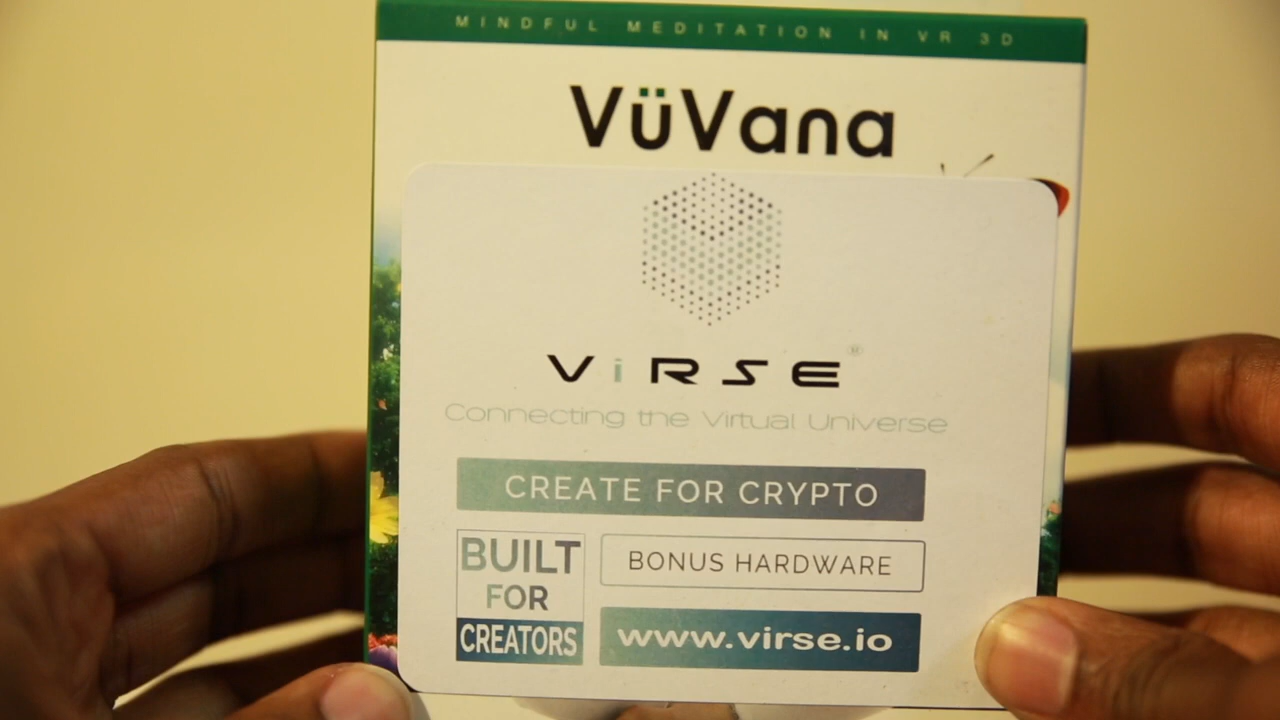 MINDFUL MEDITATION IN VR 3D
VüVana
ViRSE®
Connecting the Virtual Universe
CREATE FOR CRYPTO
BUILT
FOR
CREATORS
BONUS HARDWARE
www.virse.io